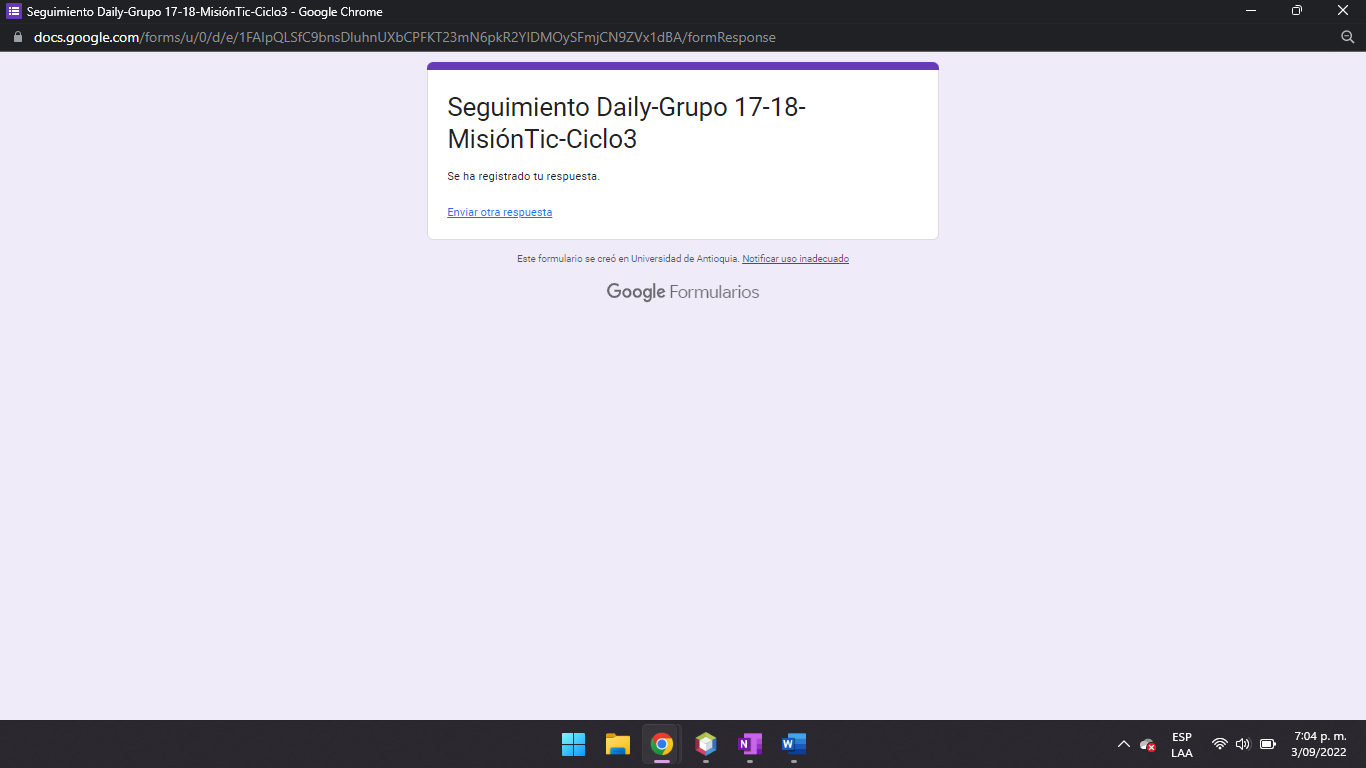 Seguimiento Daily-Grupo 17-18-MisiónTic-Ciclo3 - Google Chrome
docs.google.com/forms/u/0/d/e/1FAIpQLSfC9bnsDIuhnUXbCPFKT23mN6pkR2YIDMOySFmjCN9ZVx1dBA/formResponse
Seguimiento Daily-Grupo 17-18-
MisiónTic-Ciclo3
Se ha registrado tu respuesta.
Enviar otra respuesta
Este formulario se creó en Universidad de Antioquia. Notificar uso inadecuado
Google Formularios
N
W
ESP
LAA
7:04 p. m.
3/09/2022